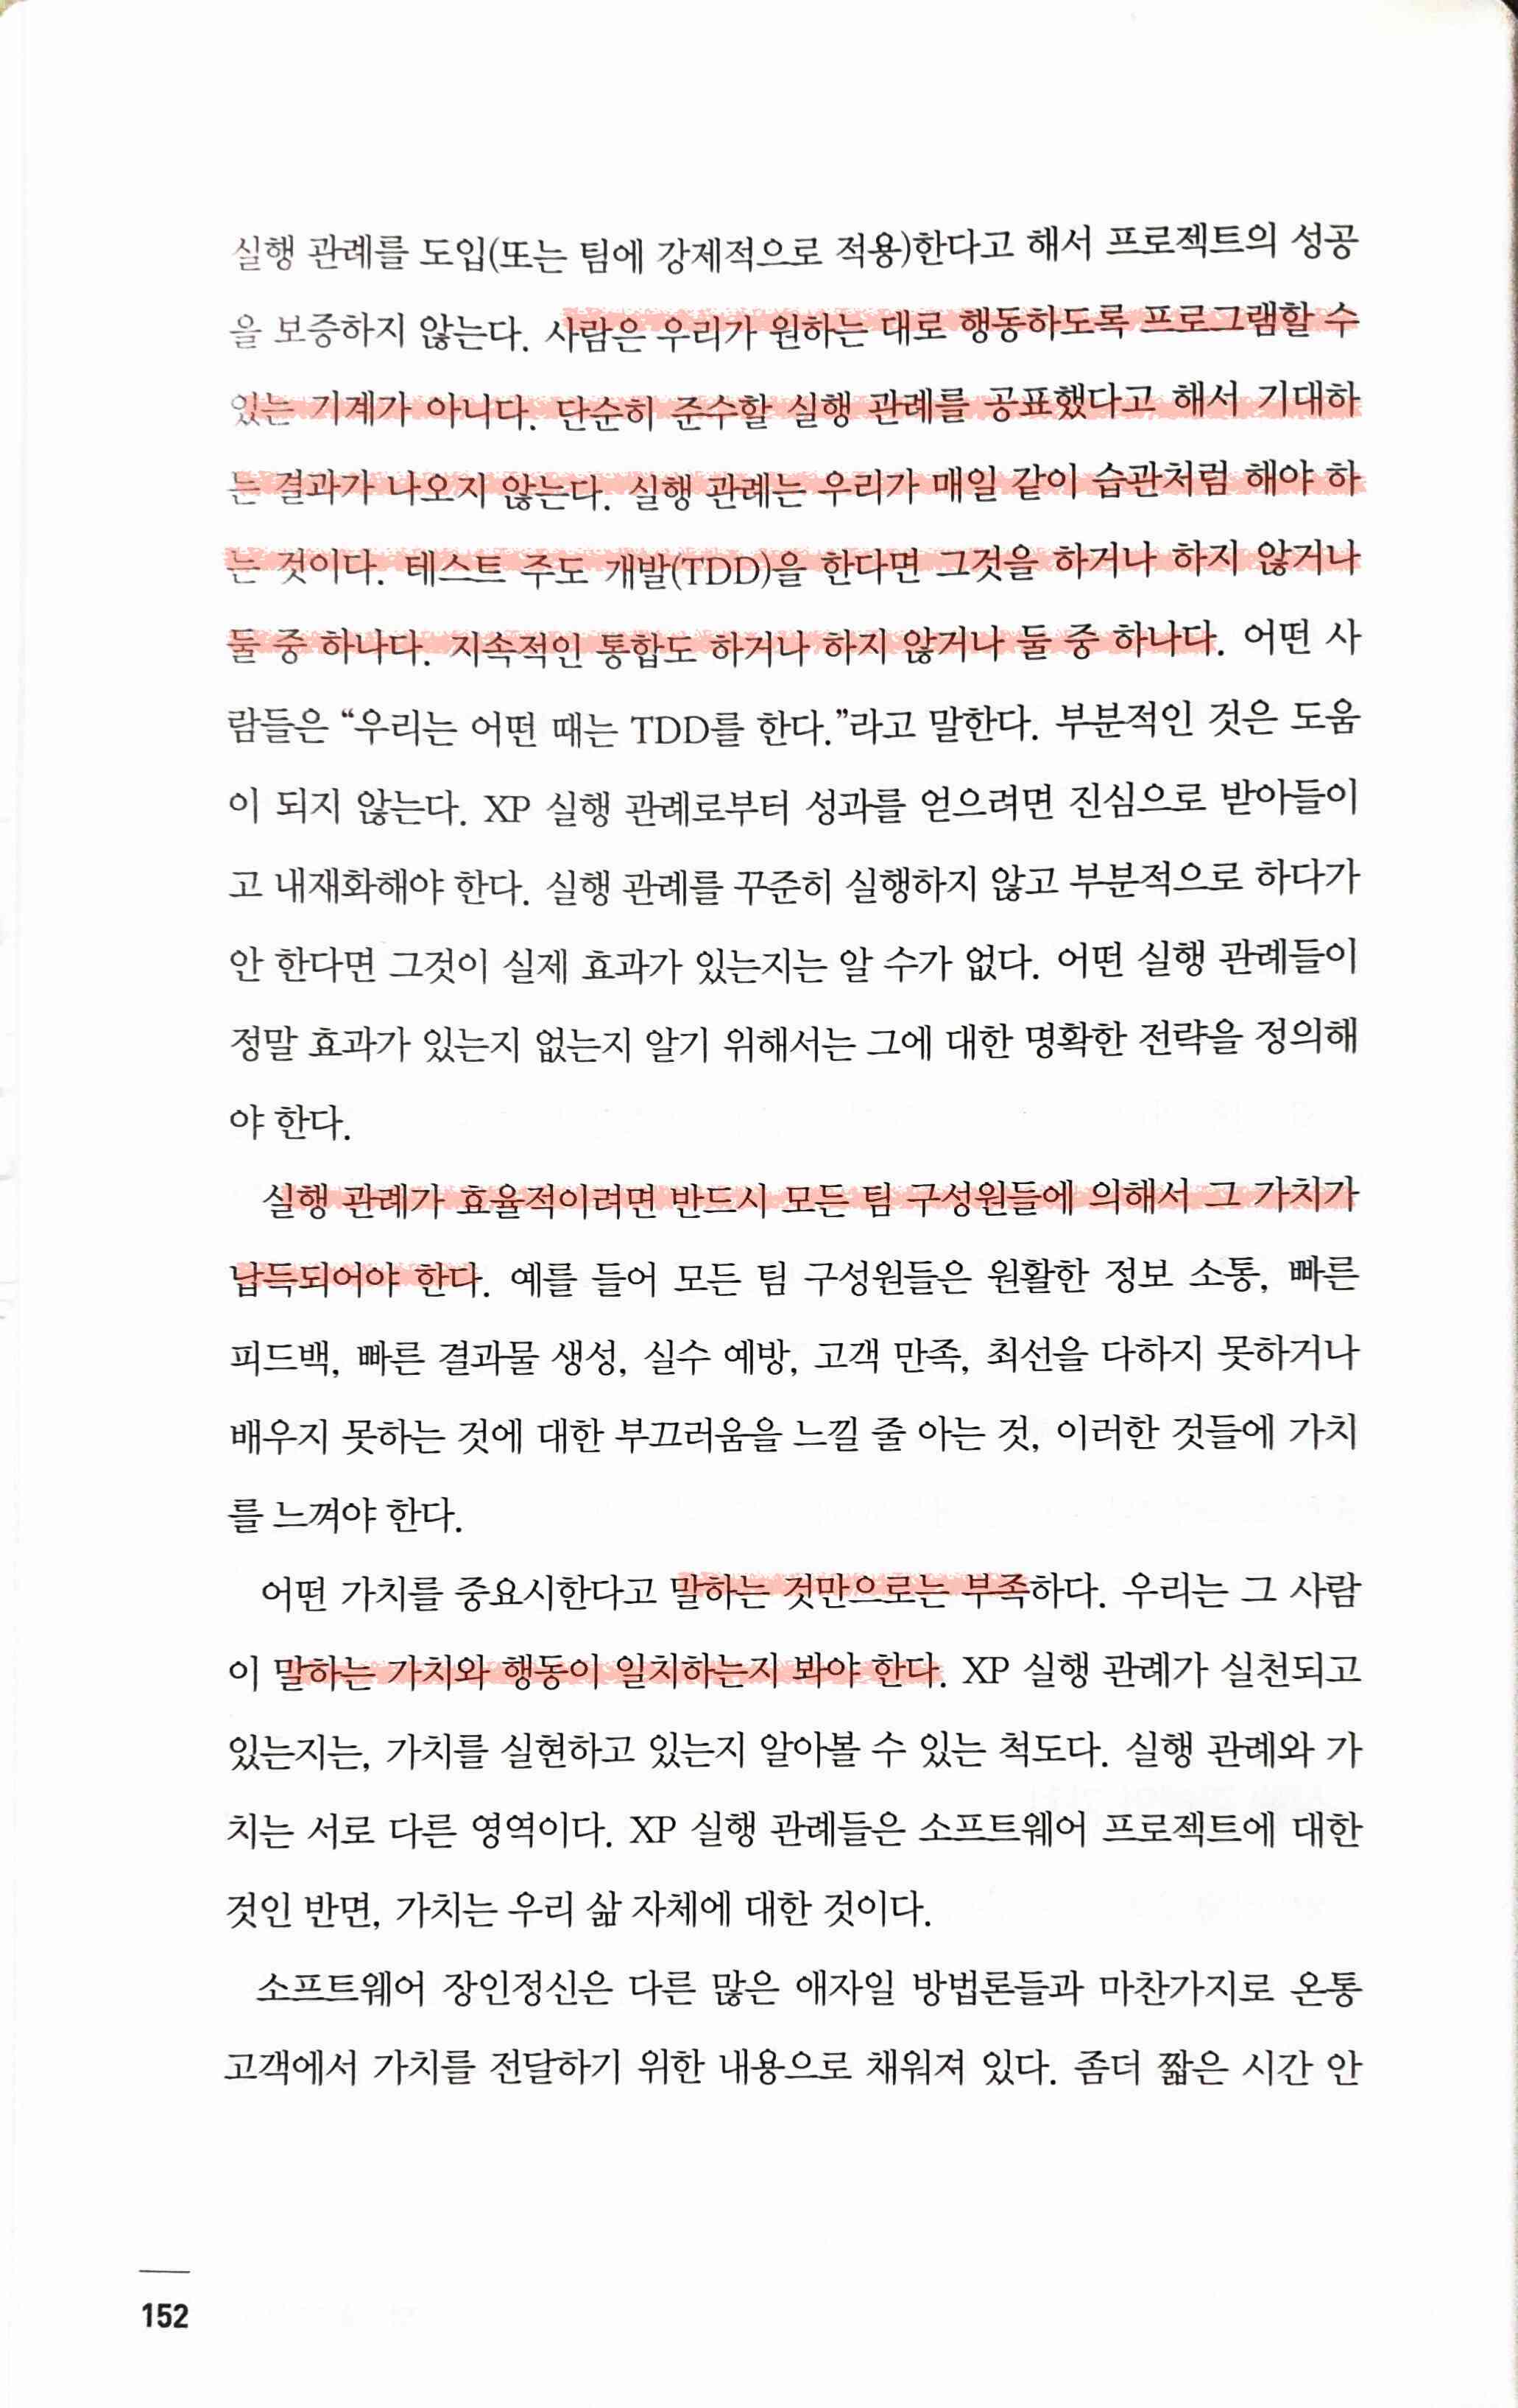 실행 관례를 도입(또는 팀에 강제적으로 적용)한다고 해서 프로젝트의 성공
을 보증하지 않는다. 사람은 우리가 원하는 대로 행동하도록 프로그램할 수
있는 기계가 아니다. 단순히 준수할 실행 관례를 공표했다고 해서 기대하
는 결과가 나오지 않는다. 실행 관례는 우리가 매일 같이 습관처럼 해야 하
는 것이다. 테스트 주도 개발(TDD)을 한다면 그것을 하거나 하지 않거나
둘 중 하나다. 지속적인 통합도 하거나 하지 않거나 둘 중 하나다. 어떤 사
람들은 “우리는 어떤 때는 TDD를 한다.”라고 말한다. 부분적인 것은 도움
이 되지 않는다. XP 실행 관례로부터 성과를 얻으려면 진심으로 받아들이
고 내재화해야 한다. 실행 관례를 꾸준히 실행하지 않고 부분적으로 하다가
안 한다면 그것이 실제 효과가 있는지는 알 수가 없다. 어떤 실행 관례들이
정말 효과가 있는지 없는지 알기 위해서는 그에 대한 명확한 전략을 정의해
야 한다.
실행 관례가 효율적이려면 반드시 모든 팀 구성원들에 의해서 그 가치가
납득되어야 한다. 예를 들어 모든 팀 구성원들은 원활한 정보 소통, 빠른
피드백, 빠른 결과물 생성, 실수 예방, 고객 만족, 최선을 다하지 못하거나
배우지 못하는 것에 대한 부끄러움을 느낄 줄 아는 것, 이러한 것들에 가치
를 느껴야 한다.
어떤 가치를 중요시한다고 말하는 것만으로는 부족하다. 우리는 그 사람
이 말하는 가치와 행동이 일치하는지 봐야 한다. XP 실행 관례가 실천되고
있는지는, 가치를 실현하고 있는지 알아볼 수 있는 척도다. 실행 관례와 가
치는 서로 다른 영역이다. XP 실행 관례들은 소프트웨어 프로젝트에 대한
것인 반면, 가치는 우리 삶 자체에 대한 것이다.
소프트웨어 장인정신은 다른 많은 애자일 방법론들과 마찬가지로 온통
고객에서 가치를 전달하기 위한 내용으로 채워져 있다. 좀더 짧은 시간 안
152